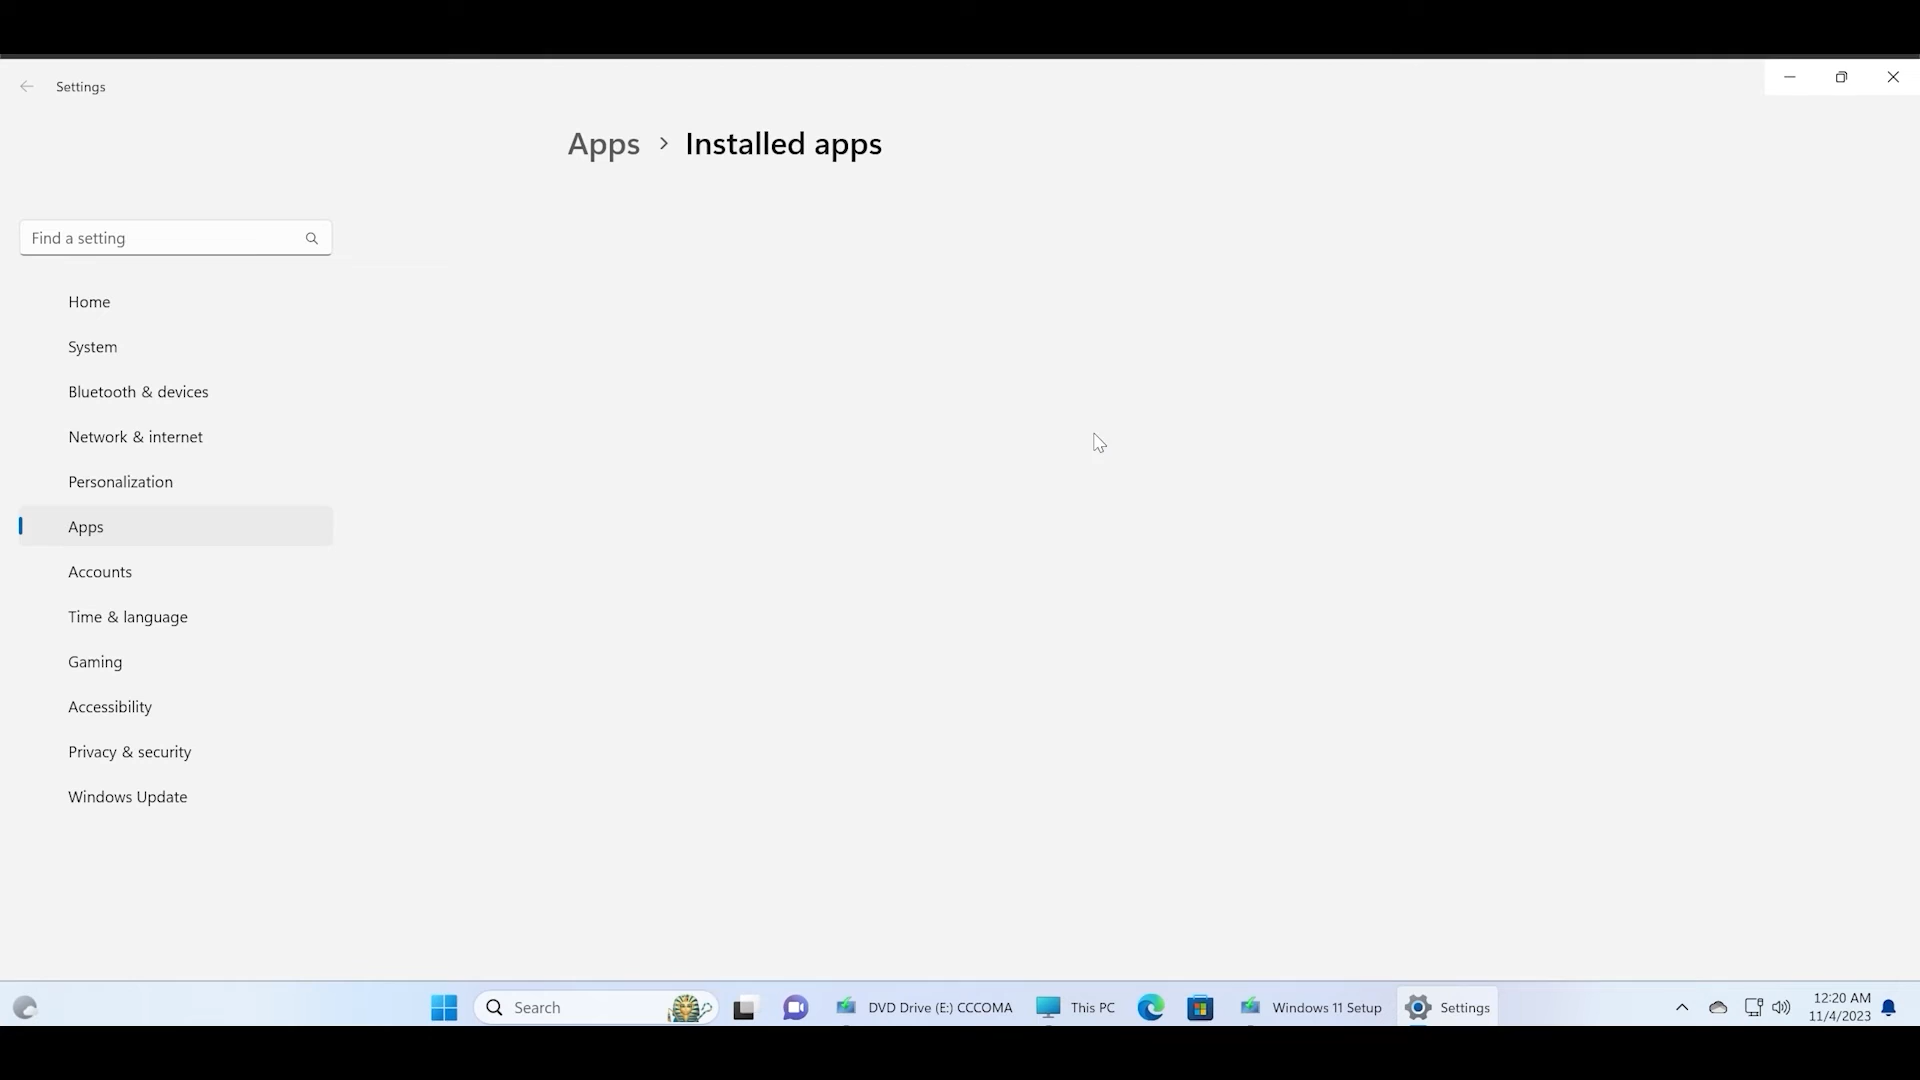 Settings
Apps > Installed apps
Find a setting
Home
System
Bluetooth & devices
Network & internet
Personalization
Apps
Accounts
Time & language
Gaming
Accessibility
Privacy & security
Windows Update
Search
DVD Drive (E:) CCCOMA
This PC
Windows 11 Setup
Settings
12:20 AM
11/4/2023